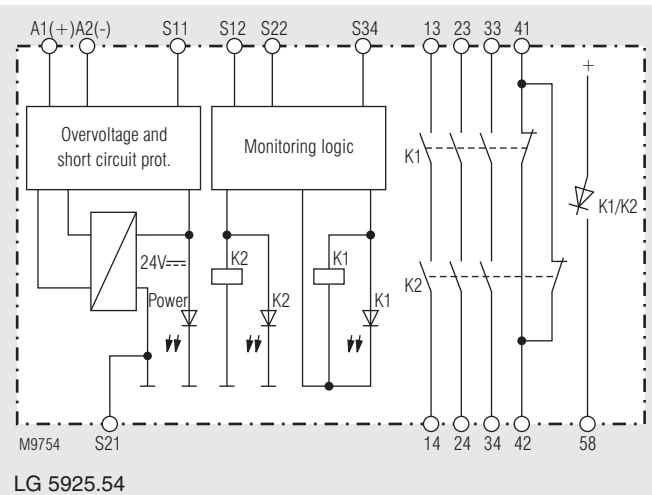 A1(+) A2(-) S11 S12 S22 S34 13 23 33 41
+
Overvoltage and
short circuit prot.
Monitoring logic
K1
K1/K2
24V
K2
K1
K2
Power
K2
K1
M9754
S21
14 24 34 42 58
LG 5925.54